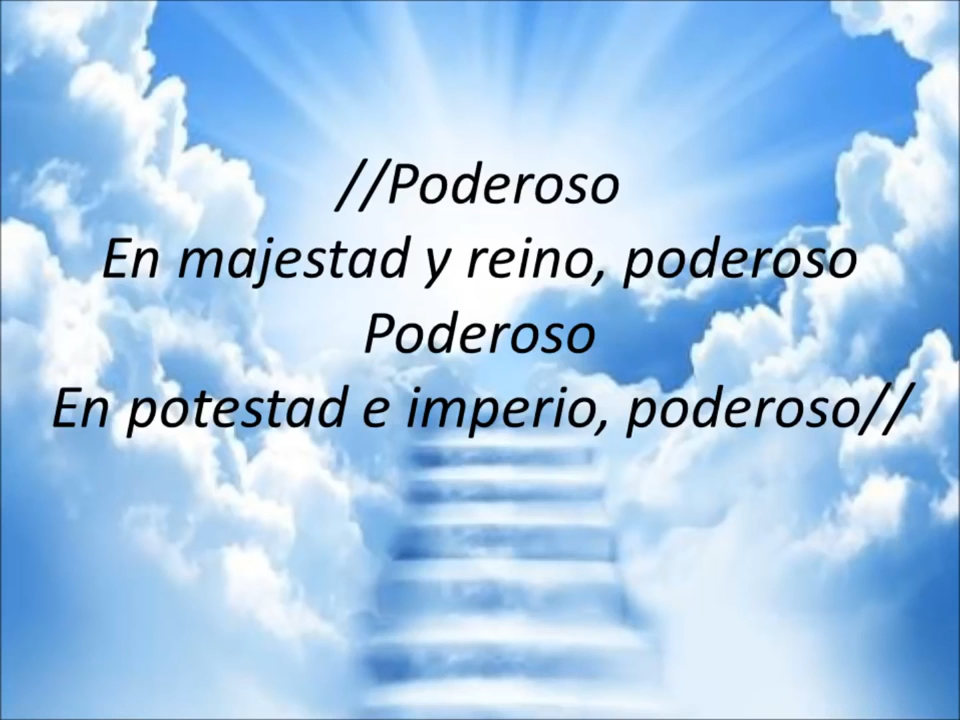 //Poderoso
En majestad y reino, poderoso
Poderoso
En potestad e imperio, poderoso//